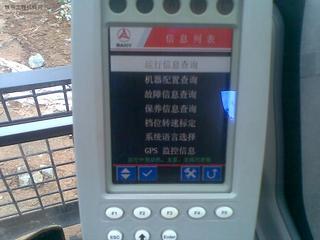 SANY
信息列表
运行信息查询
机器配置查询
故障信息查询
保养信息查询
档位转速标定
系统语言选择
GPS 监控信息
F1 F2 F3 F4 F5
ESC Enter